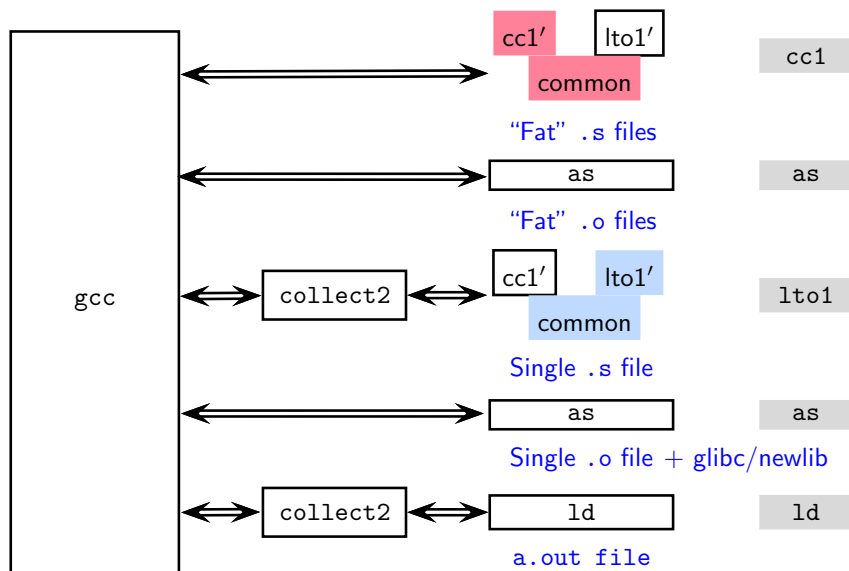 cc1′ lto1′
cc1
common
“Fat” .s files
as as
“Fat” .o files
cc1′ lto1′
gcc collect2 lto1
common
Single .s file
as as
Single .o file + glibc/newlib
collect2 ld ld
a.out file